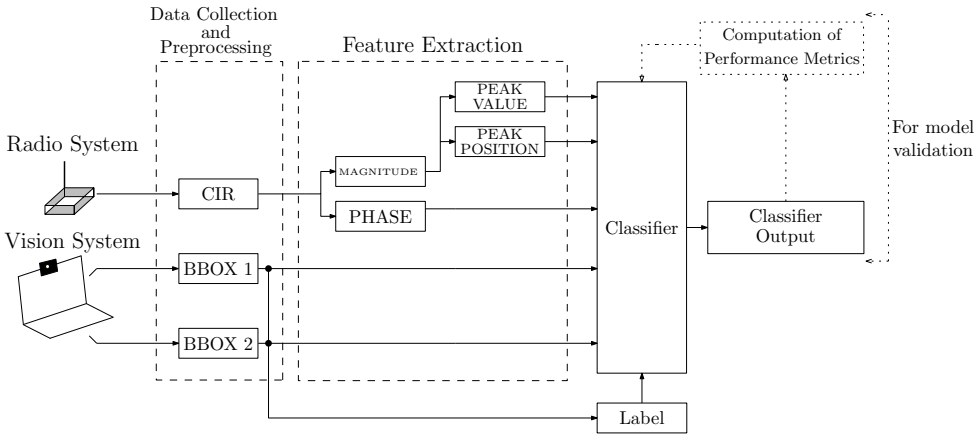 Data Collection
and
Preprocessing
Feature Extraction
Computation of
Performance Metrics
PEAK
VALUE
PEAK
POSITION
For model
validation
Radio System
MAGNITUDE
CIR
PHASE
Classifier
Classifier
Output
Vision System
BBOX 1
BBOX 2
Label